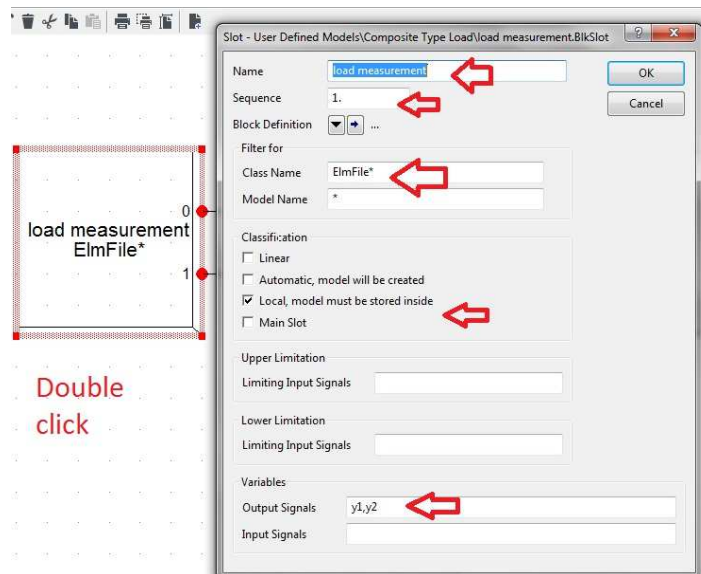 Slot - User Defined Models\Composite Type Load\load measurement.BlkSlot
Name load measurement OK
Sequence 1. Cancel
Block Definition ...
Filter for
Class Name ElmFile*
Model Name *
0
load measurement
ElmFile*
1
Classification
Linear
Automatic, model will be created
Local, model must be stored inside
Main Slot
Upper Limitation
Limiting Input Signals
Double
click
Lower Limitation
Limiting Input Signals
Variables
Output Signals y1,y2
Input Signals